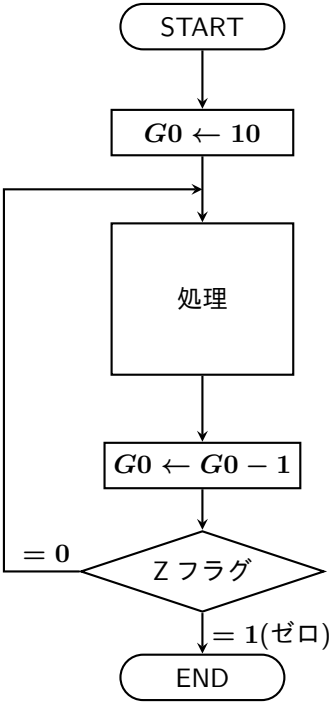 START
G0 ← 10
処理
G0 ← G0 − 1
= 0
Z フラグ
= 1(ゼロ)
END